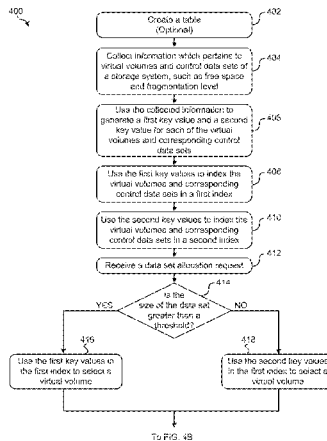 400
402
Create a table
(Optional)
404
Collect information which pertains to
virtual volumes and control data sets of
a storage system, such as free space
and fragmentation level
406
Use the collected information to
generate a first key value and a second
key value for each of the virtual
volumes and corresponding control
data sets
408
Use the first key values to index the
virtual volumes and corresponding
control data sets in a first index
410
Use the second key values to index the
virtual volumes and corresponding
control data sets in a second index
412
Receive a data set allocation request
414
Is the
size of the data set
greater than a
threshold?
YES
NO
416
Use the first key values in
the first index to select a
virtual volume
418
Use the second key values
in the first index to select a
virtual volume
To FIG. 4B